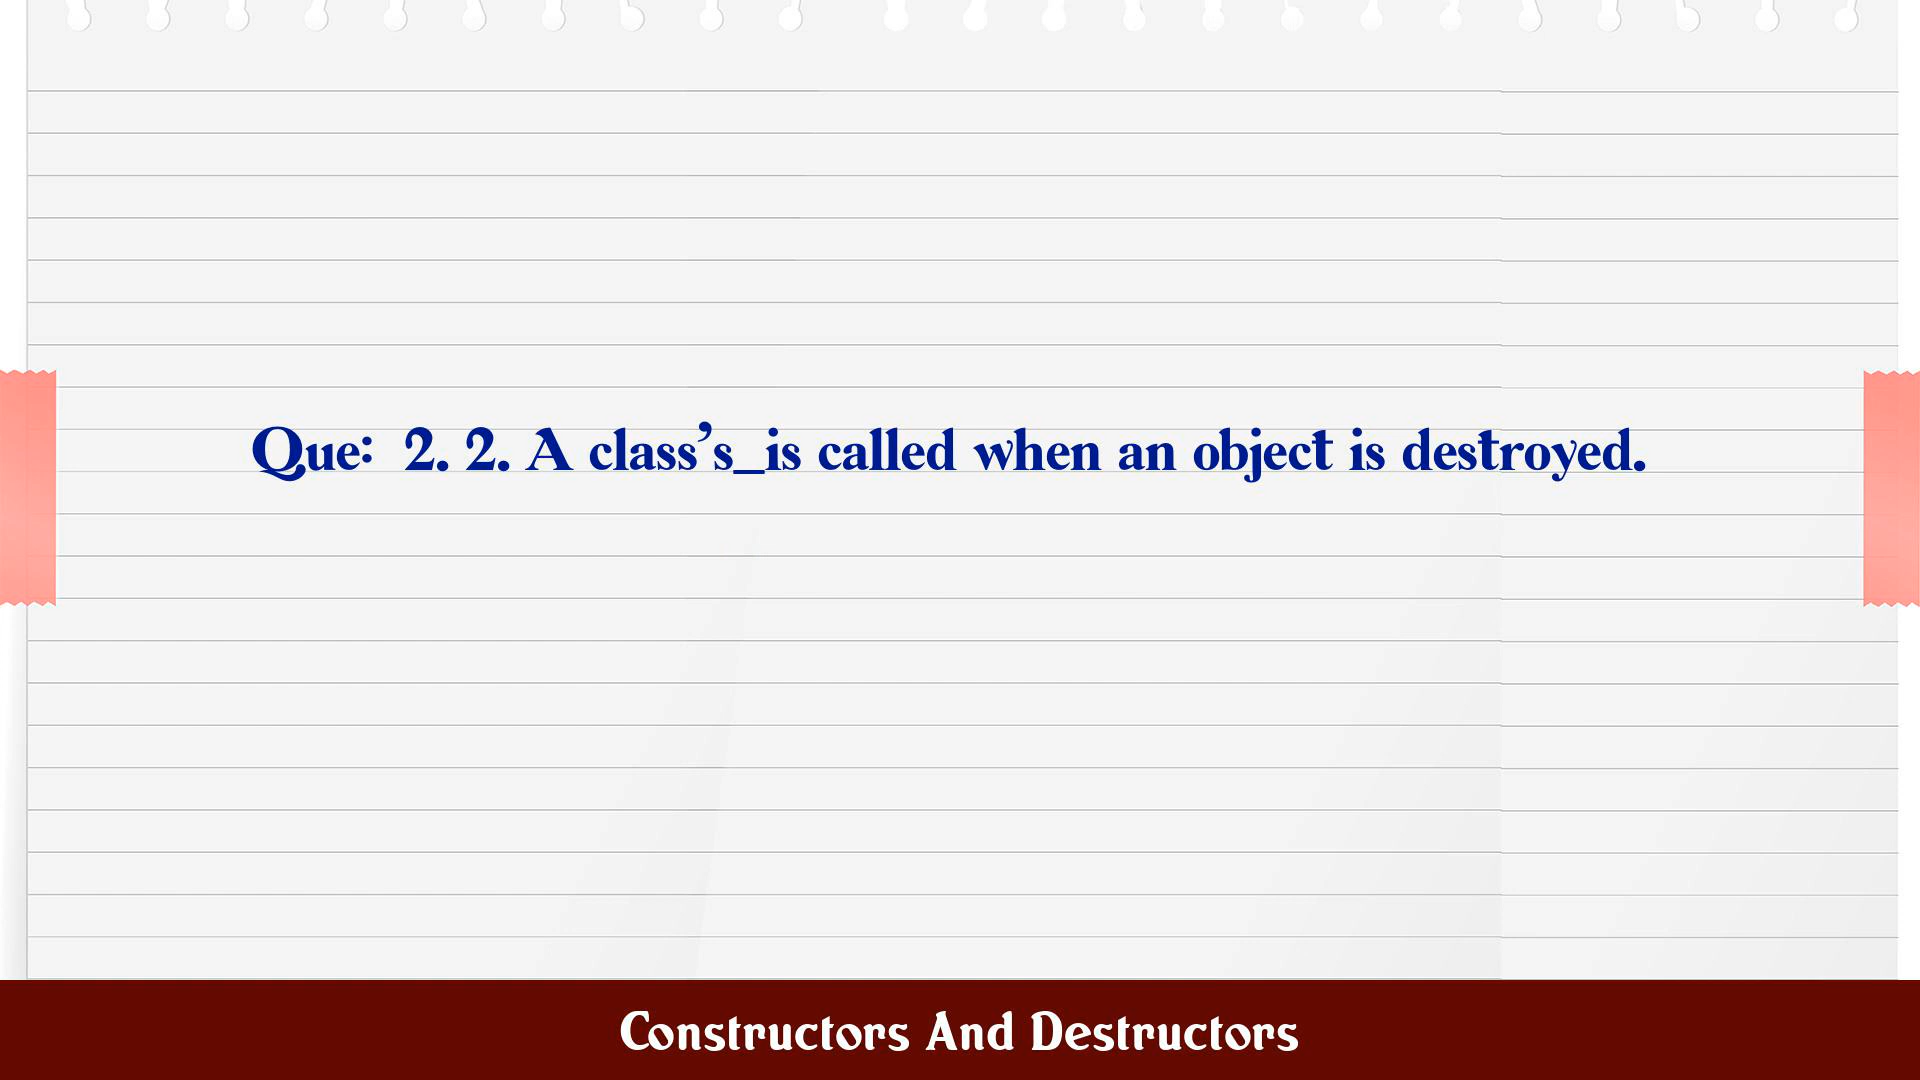 Que: 2. 2. A class’s_is called when an object is destroyed.
Constructors And Destructors